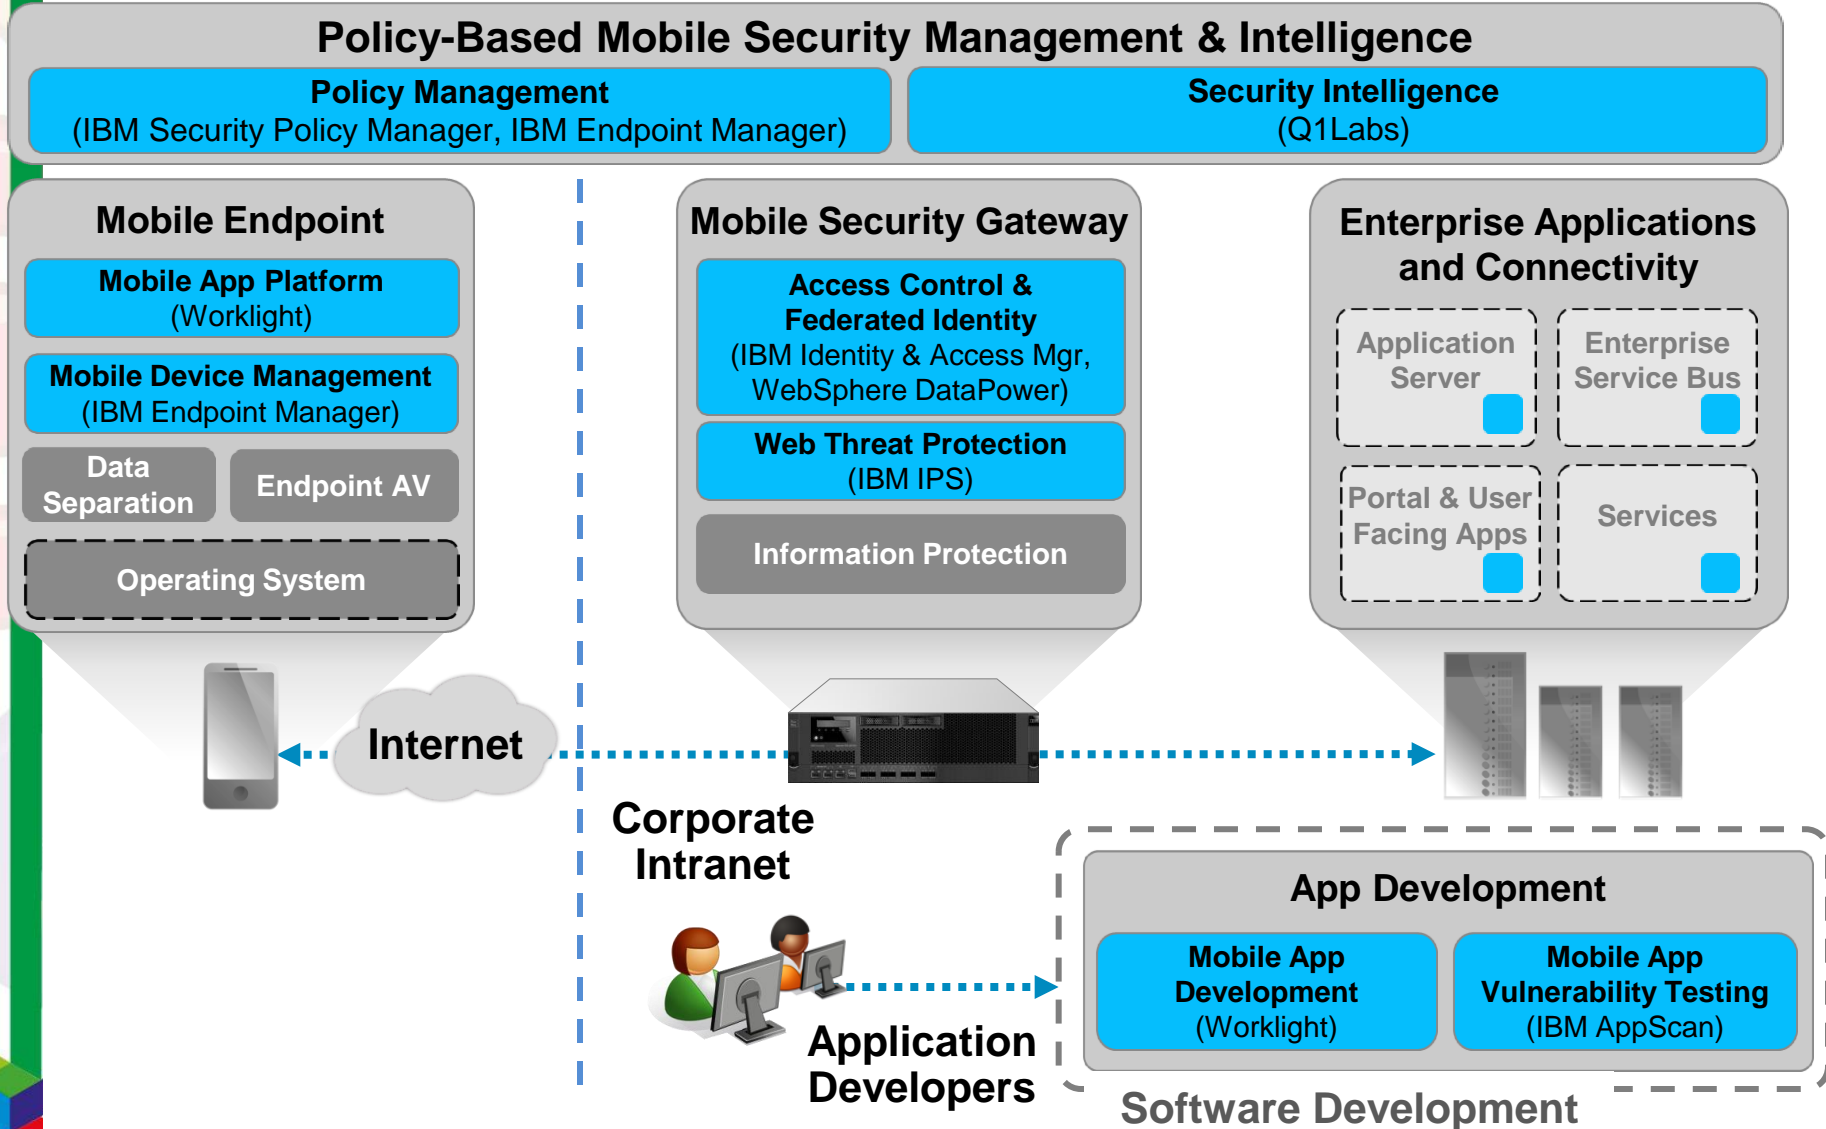 Policy-Based Mobile Security Management & Intelligence
Policy Management
(IBM Security Policy Manager, IBM Endpoint Manager)
Security Intelligence
(Q1Labs)
Mobile Endpoint
Mobile App Platform
(Worklight)
Mobile Device Management
(IBM Endpoint Manager)
Data
Separation
Endpoint AV
Operating System
Mobile Security Gateway
Access Control &
Federated Identity
(IBM Identity & Access Mgr,
WebSphere DataPower)
Web Threat Protection
(IBM IPS)
Information Protection
Enterprise Applications
and Connectivity
Application
Server
Enterprise
Service Bus
Portal & User
Facing Apps
Services
Internet
Corporate
Intranet
Application
Developers
App Development
Mobile App
Development
(Worklight)
Mobile App
Vulnerability Testing
(IBM AppScan)
Software Development